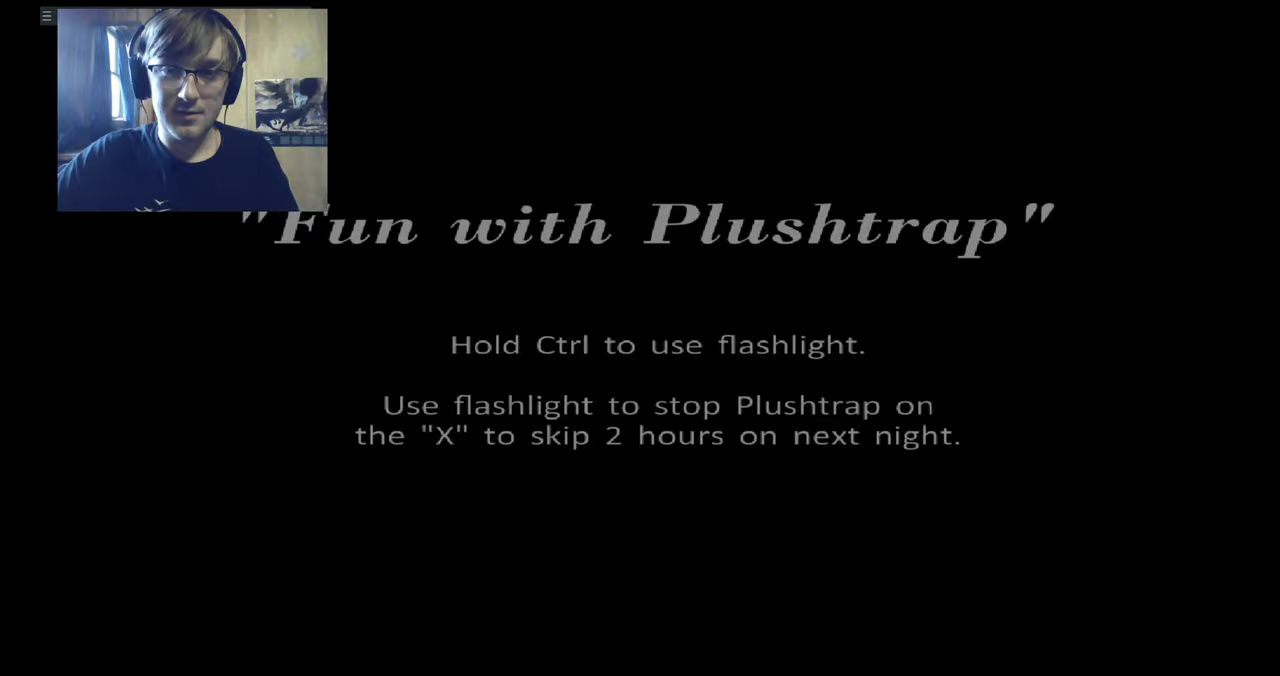 "Fun with Plushtrap"
Hold Ctrl to use flashlight.
Use flashlight to stop Plushtrap on
the "X" to skip 2 hours on next night.